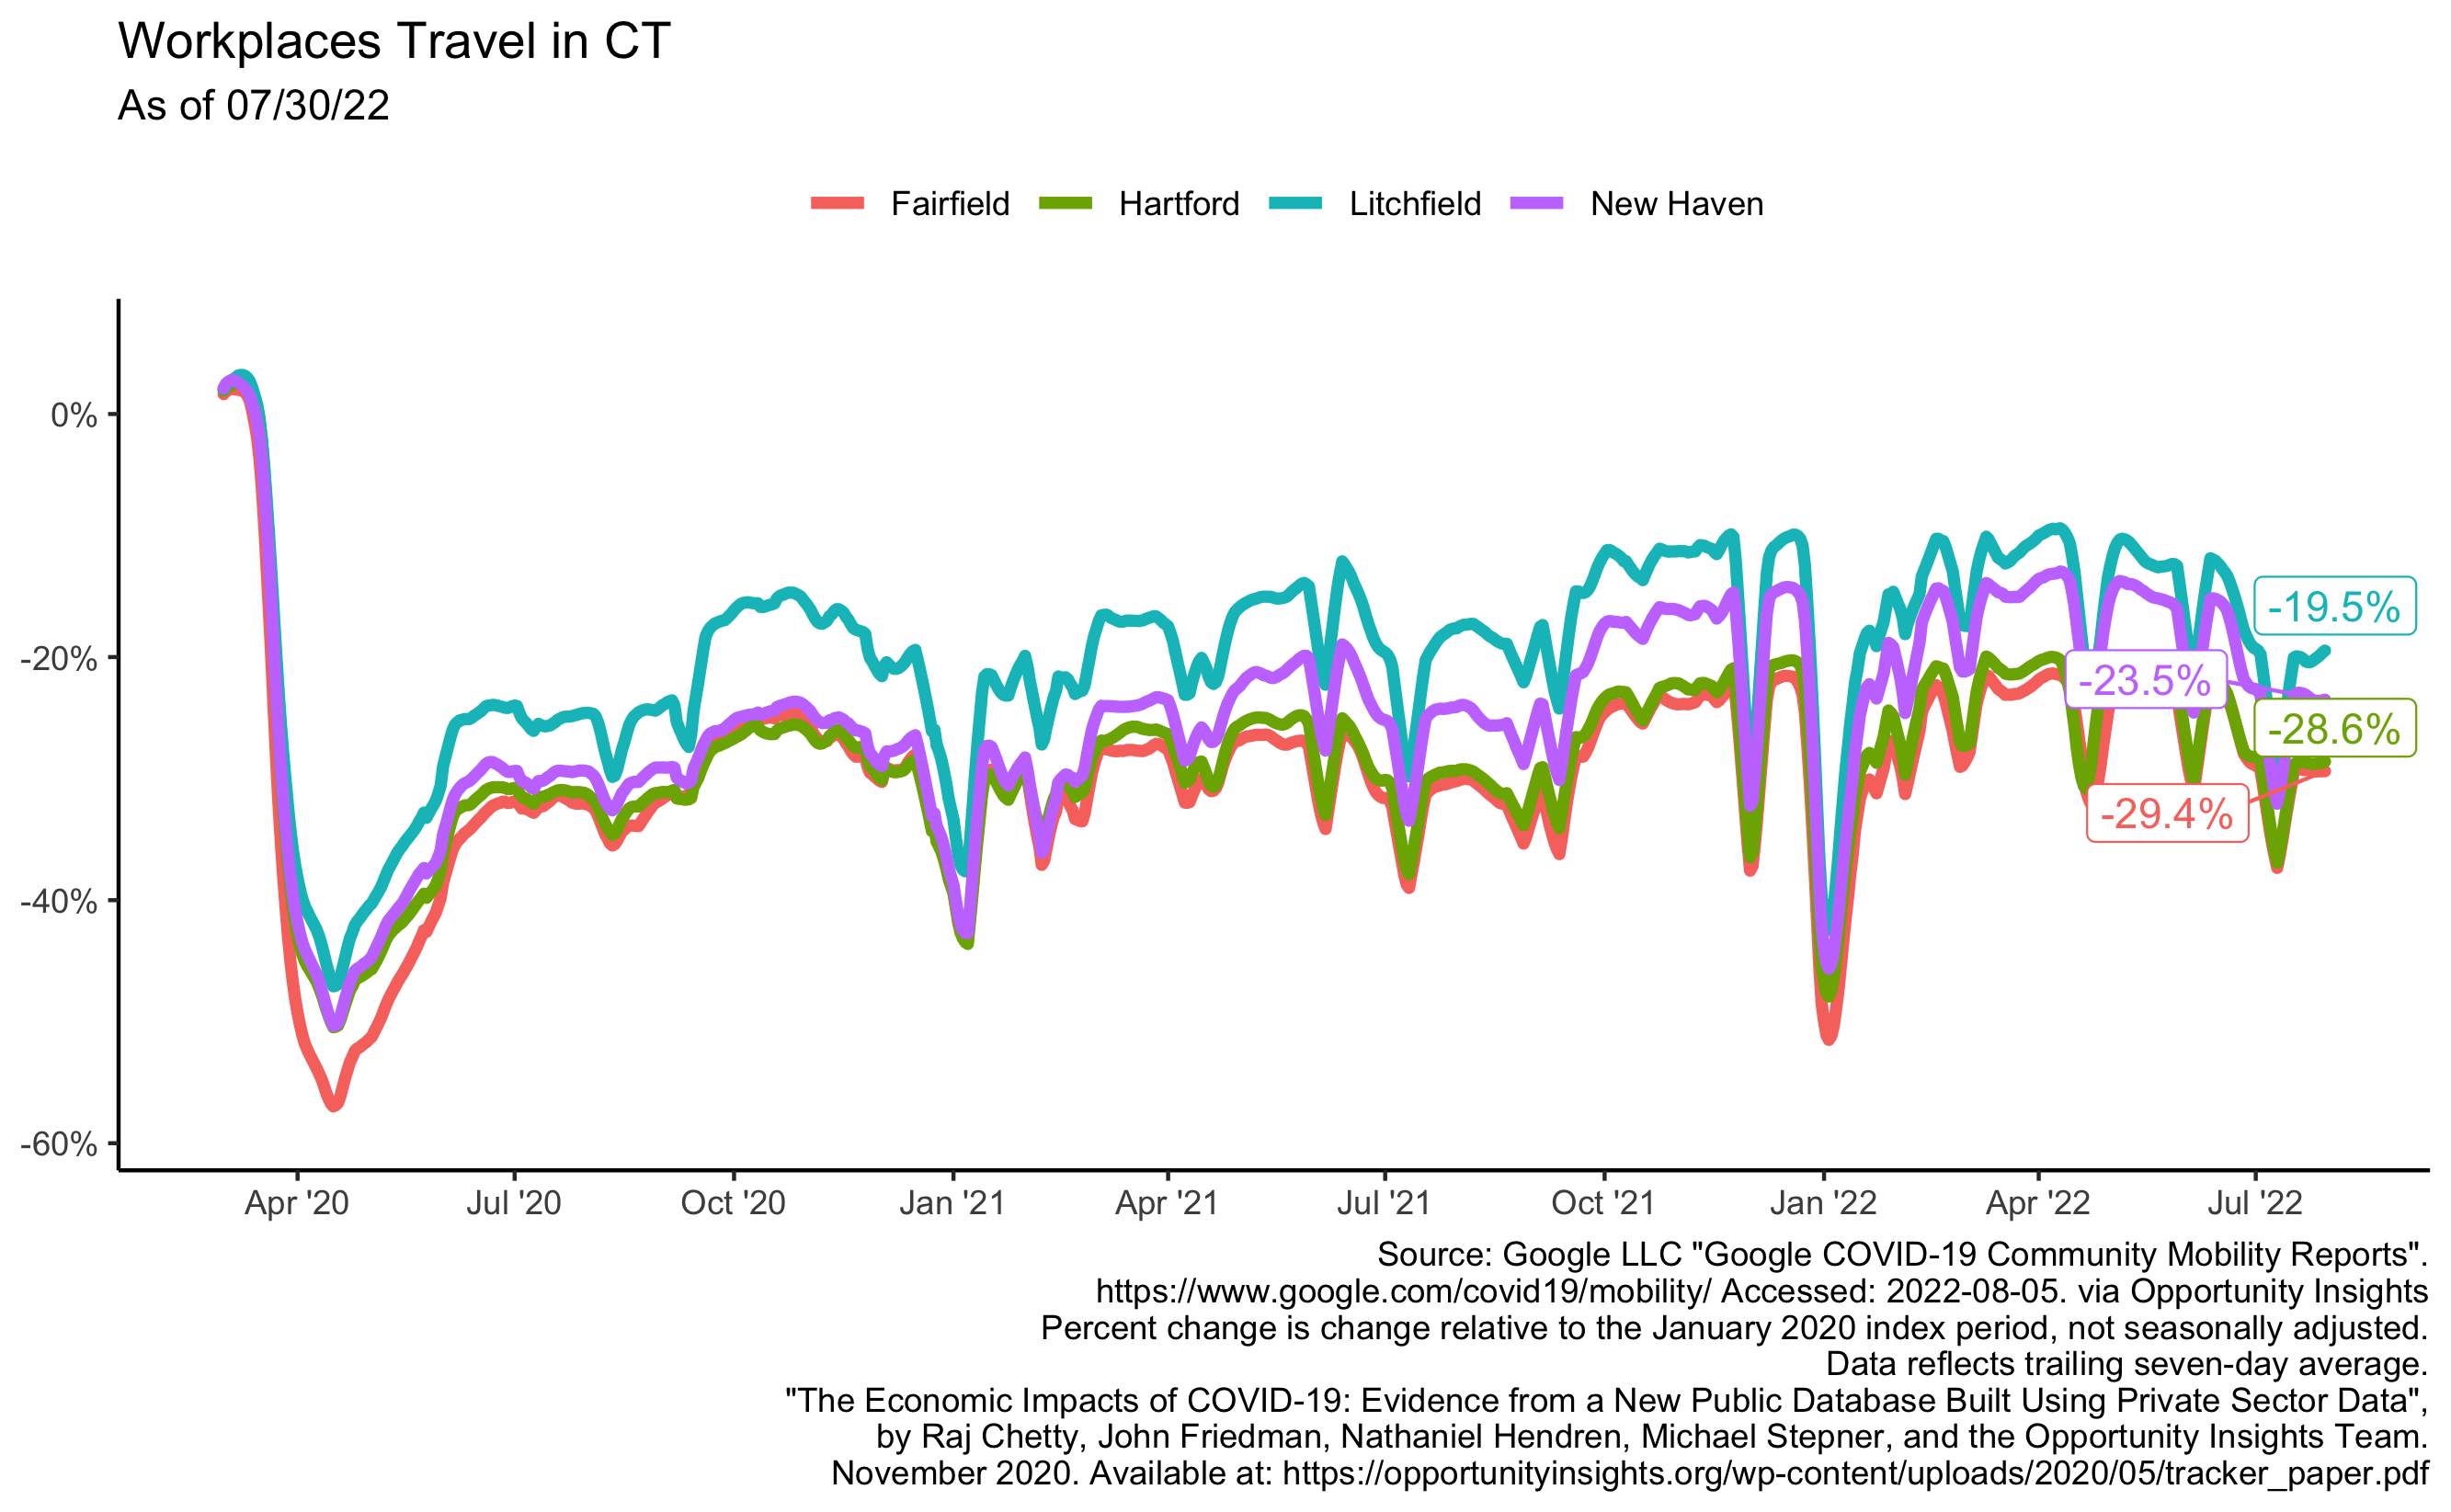 Workplaces Travel in CT
As of 07/30/22
Fairfield Hartford Litchfield New Haven
0%
-20%
-40%
-60%
-19.5%
-23.5%
-28.6%
-29.4%
Apr '20 Jul '20 Oct '20 Jan '21 Apr '21 Jul '21 Oct '21 Jan '22 Apr '22 Jul '22
Source: Google LLC "Google COVID-19 Community Mobility Reports".
https://www.google.com/covid19/mobility/ Accessed: 2022-08-05. via Opportunity Insights
Percent change is change relative to the January 2020 index period, not seasonally adjusted.
Data reflects trailing seven-day average.
"The Economic Impacts of COVID-19: Evidence from a New Public Database Built Using Private Sector Data",
by Raj Chetty, John Friedman, Nathaniel Hendren, Michael Stepner, and the Opportunity Insights Team.
November 2020. Available at: https://opportunityinsights.org/wp-content/uploads/2020/05/tracker_paper.pdf